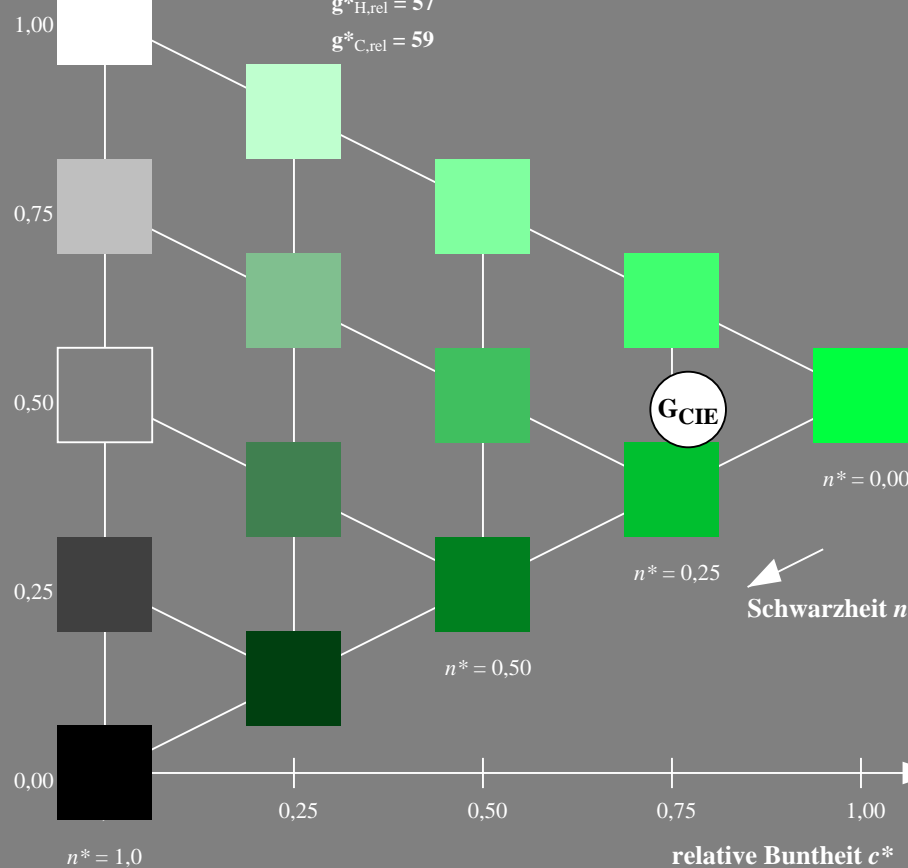 g*H,rel = 57
1,00
g*C,rel = 59
0,75
0,50
GCIE
n* = 0,00
n* = 0,25
0,25
Schwarzheit n
n* = 0,50
0,00
0,25
0,50
0,75
1,00
n* = 1,0
relative Buntheit c*